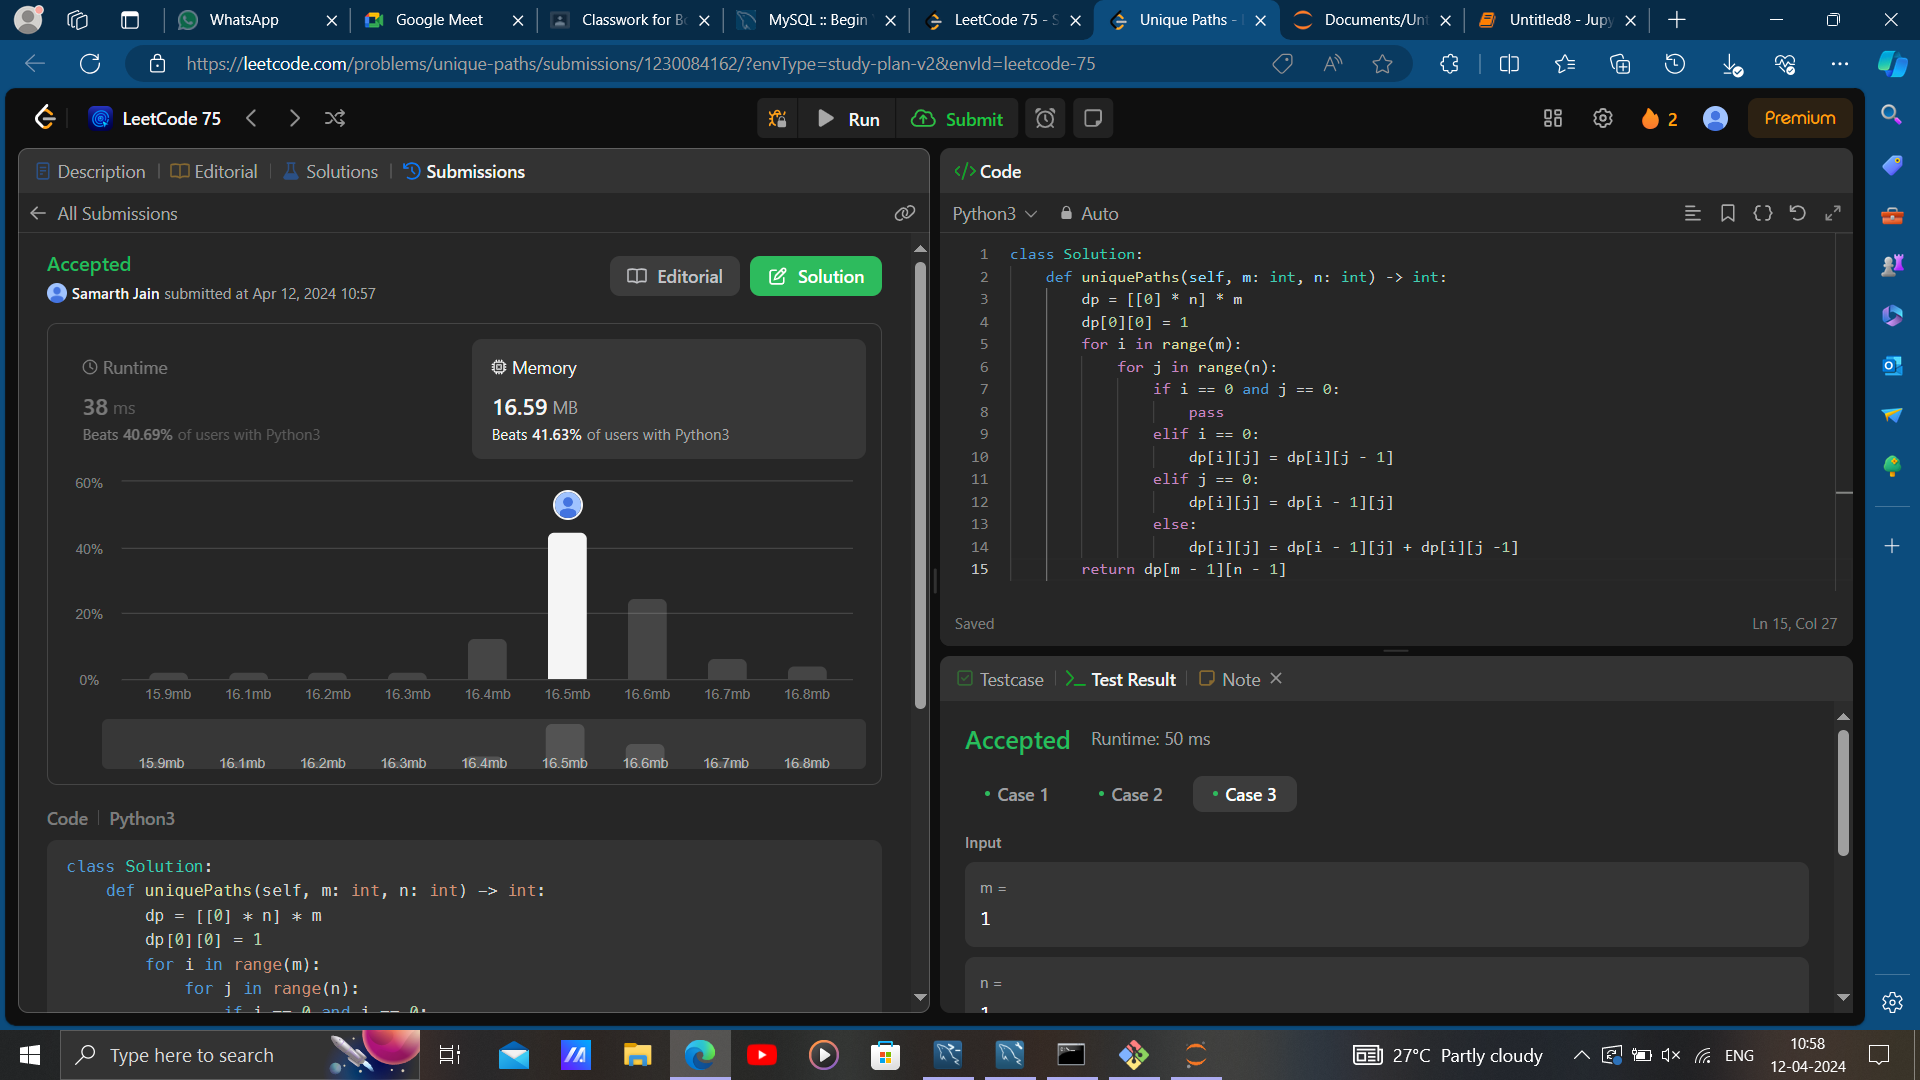 WhatsApp
Google Meet
Classwork for Bo
MySQL :: Begin Y
LeetCode 75 - S
Unique Paths - L
Documents/Unt
Untitled8 - Jupy
https://leetcode.com/problems/unique-paths/submissions/1230084162/?envType=study-plan-v2&envId=leetcode-75
LeetCode 75
Run
Submit
2
Premium
Description
Editorial
Solutions
Submissions
All Submissions
Accepted
Samarth Jain submitted at Apr 12, 2024 10:57
Editorial
Solution
Runtime
38 ms
Beats 40.69% of users with Python3
Memory
16.59 MB
Beats 41.63% of users with Python3
60%
40%
20%
0%
15.9mb 16.1mb 16.2mb 16.3mb 16.4mb 16.5mb 16.6mb 16.7mb 16.8mb
15.9mb 16.1mb 16.2mb 16.3mb 16.4mb 16.5mb 16.6mb 16.7mb 16.8mb
Code | Python3
class Solution:
def uniquePaths(self, m: int, n: int) -> int:
dp = [[0] * n] * m
dp[0][0] = 1
for i in range(m):
for j in range(n):
if i == 0 and j == 0:
</> Code
Python3
Auto
1 class Solution:
2 def uniquePaths(self, m: int, n: int) -> int:
3 dp = [[0] * n] * m
4 dp[0][0] = 1
5 for i in range(m):
6 for j in range(n):
7 if i == 0 and j == 0:
8 pass
9 elif i == 0:
10 dp[i][j] = dp[i][j - 1]
11 elif j == 0:
12 dp[i][j] = dp[i - 1][j]
13 else:
14 dp[i][j] = dp[i - 1][j] + dp[i][j -1]
15 return dp[m - 1][n - 1]
Saved
Ln 15, Col 27
Testcase
Test Result
Note
Accepted Runtime: 50 ms
Case 1
Case 2
Case 3
Input
m =
1
n =
1
Type here to search
27°C Partly cloudy
ENG
10:58
12-04-2024